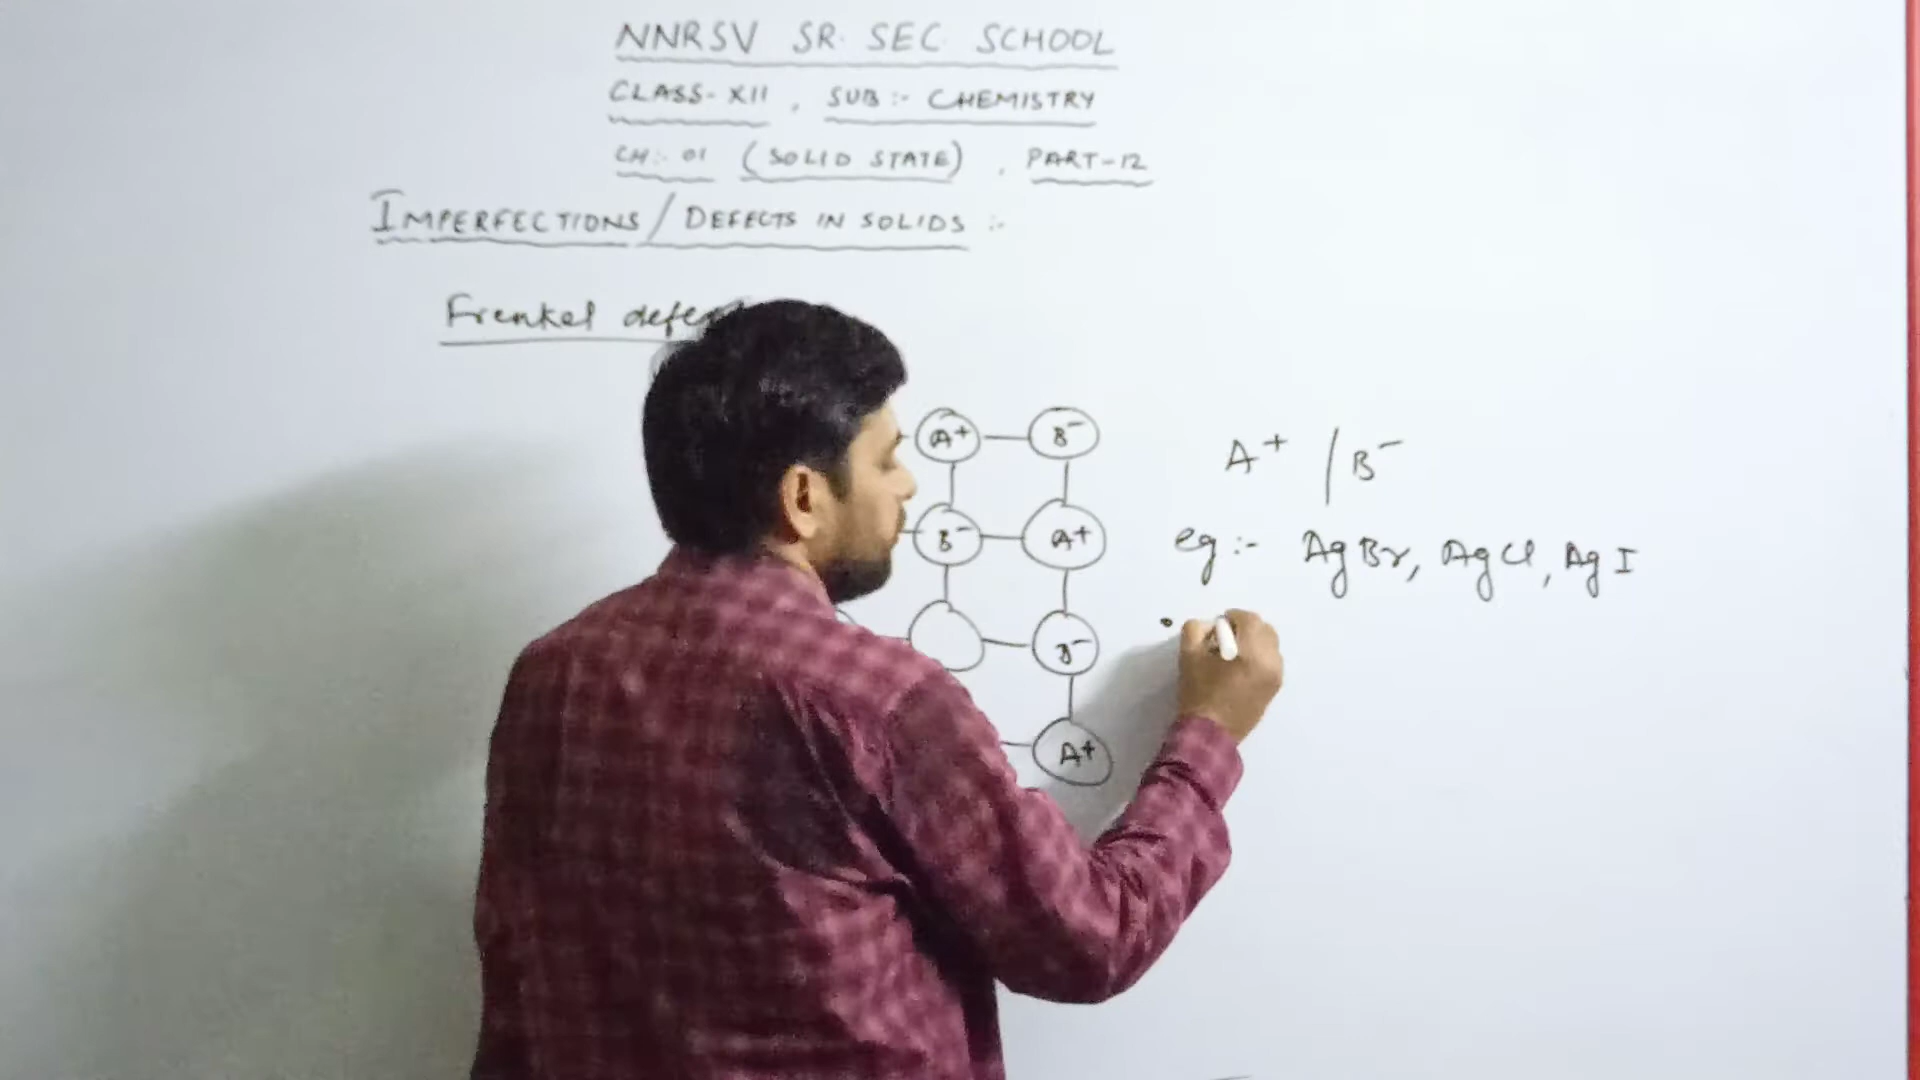 NNRSV SR. SEC. SCHOOL
CLASS-XII, SUB:- CHEMISTRY
CH:- 01 (SOLID STATE), PART-12
IMPERFECTIONS/DEFECTS IN SOLIDS :-
Frenkel
A+ B-
A+ / B-
B- A+
eg:- AgBr, AgCl, AgI
B-
A+